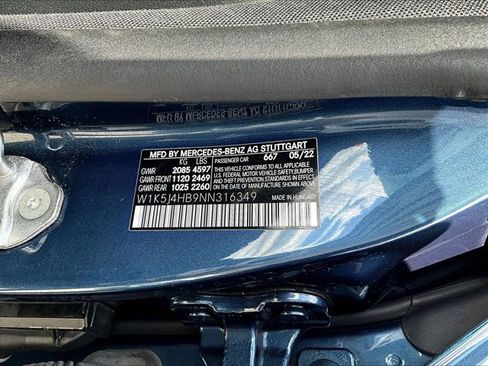 MFD BY MERCEDES-BENZ AG STUTTGART
KG LBS PASSENGER CAR 667 05/22
GVWR 2085 4597
GAWR FRONT 1120 2469
GAWR REAR 1025 2260
THIS VEHICLE CONFORMS TO ALL APPLICABLE
U.S. FEDERAL MOTOR VEHICLE SAFETY, BUMPER,
AND THEFT PREVENTION STANDARDS IN EFFECT
ON THE DATE OF MANUFACTURE SHOWN ABOVE.
MADE IN HUNGARY
W1K5J4HB9NN316349